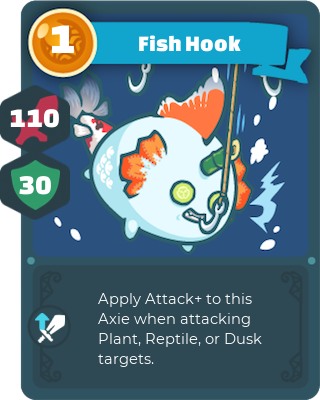 1
Fish Hook
110
30
Apply Attack+ to this
Axie when attacking
Plant, Reptile, or Dusk
targets.